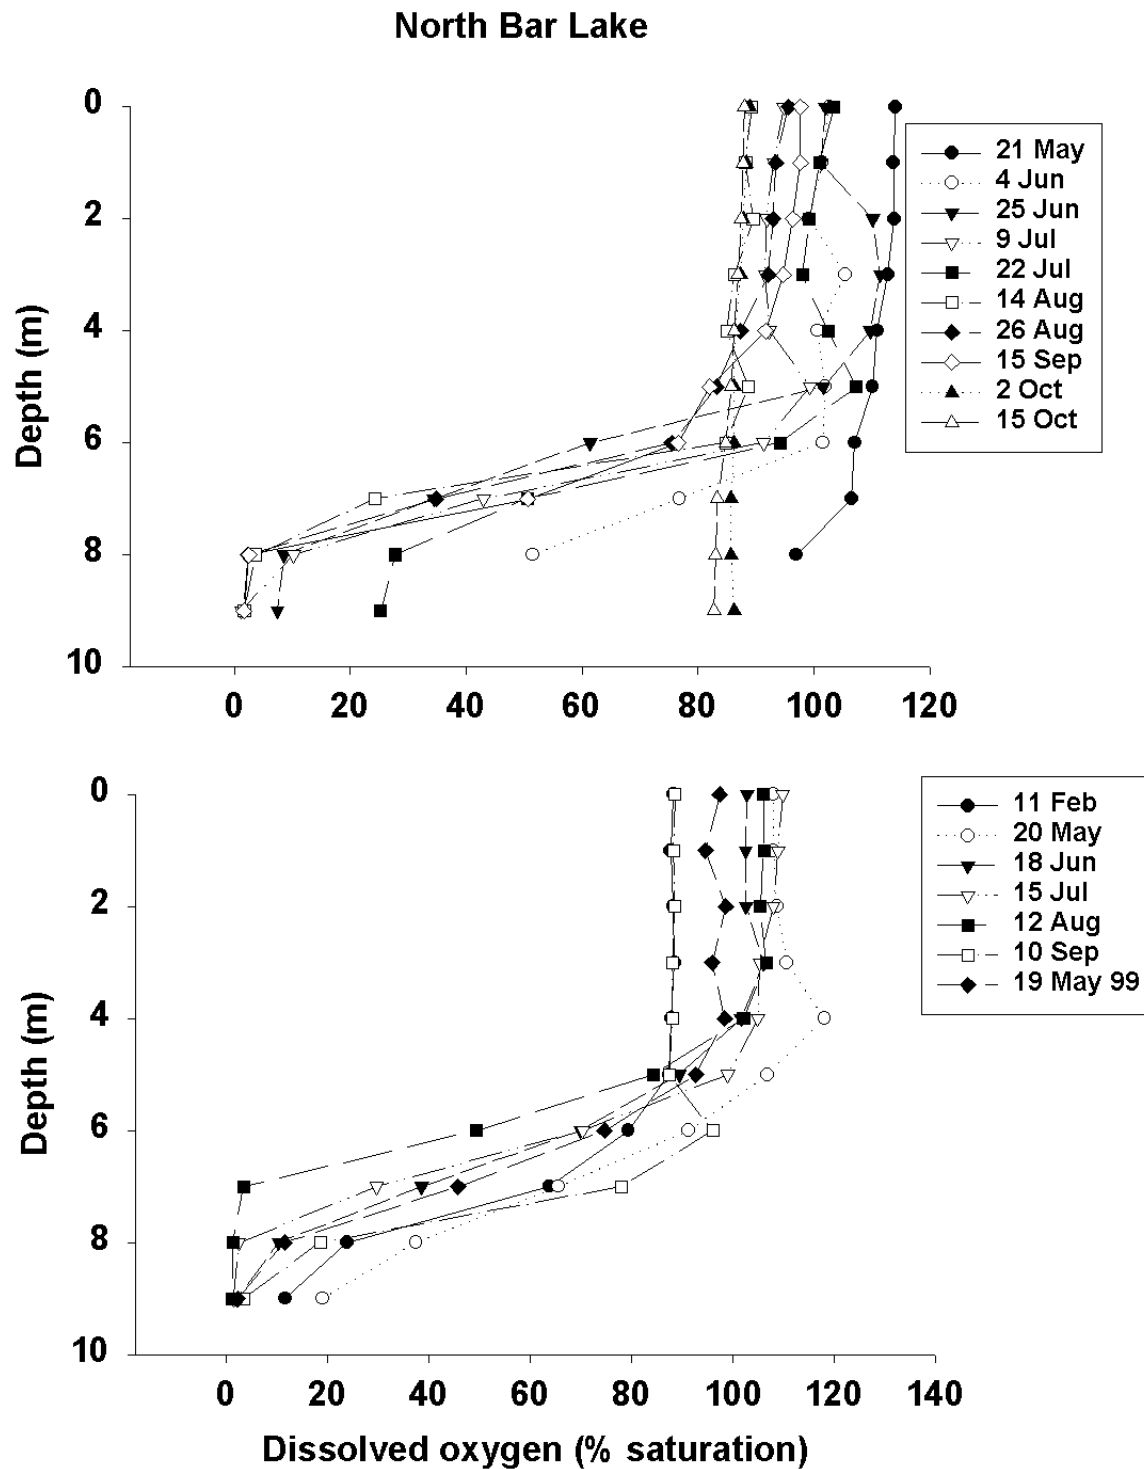 North Bar Lake
0
2
4
6
8
10
Depth (m)
0 20 40 60 80 100 120
21 May
4 Jun
25 Jun
9 Jul
22 Jul
14 Aug
26 Aug
15 Sep
2 Oct
15 Oct
0
2
4
6
8
10
Depth (m)
0 20 40 60 80 100 120 140
Dissolved oxygen (% saturation)
11 Feb
20 May
18 Jun
15 Jul
12 Aug
10 Sep
19 May 99